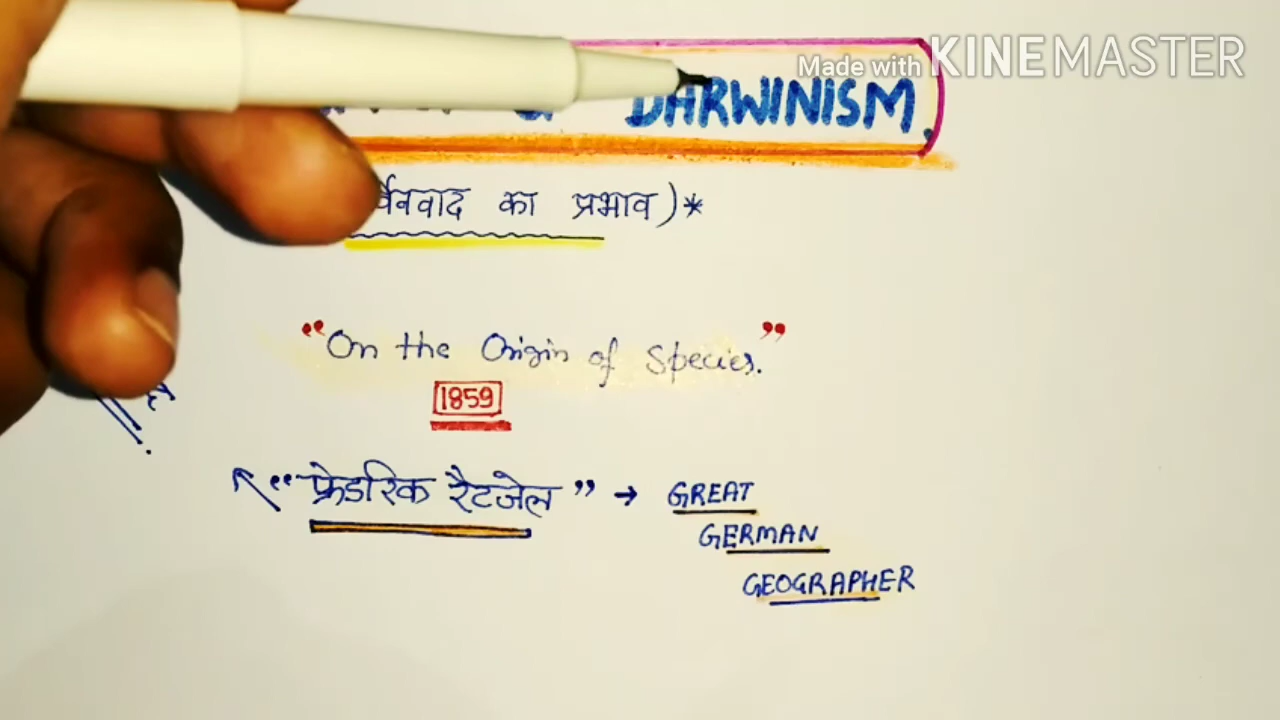 Made with KINEMASTER
DARWINISM.
का प्रभाव)*
"On the Origin of Species."
1859
"फ्रेडरिक रैटजेल" → GREAT
GERMAN
GEOGRAPHER